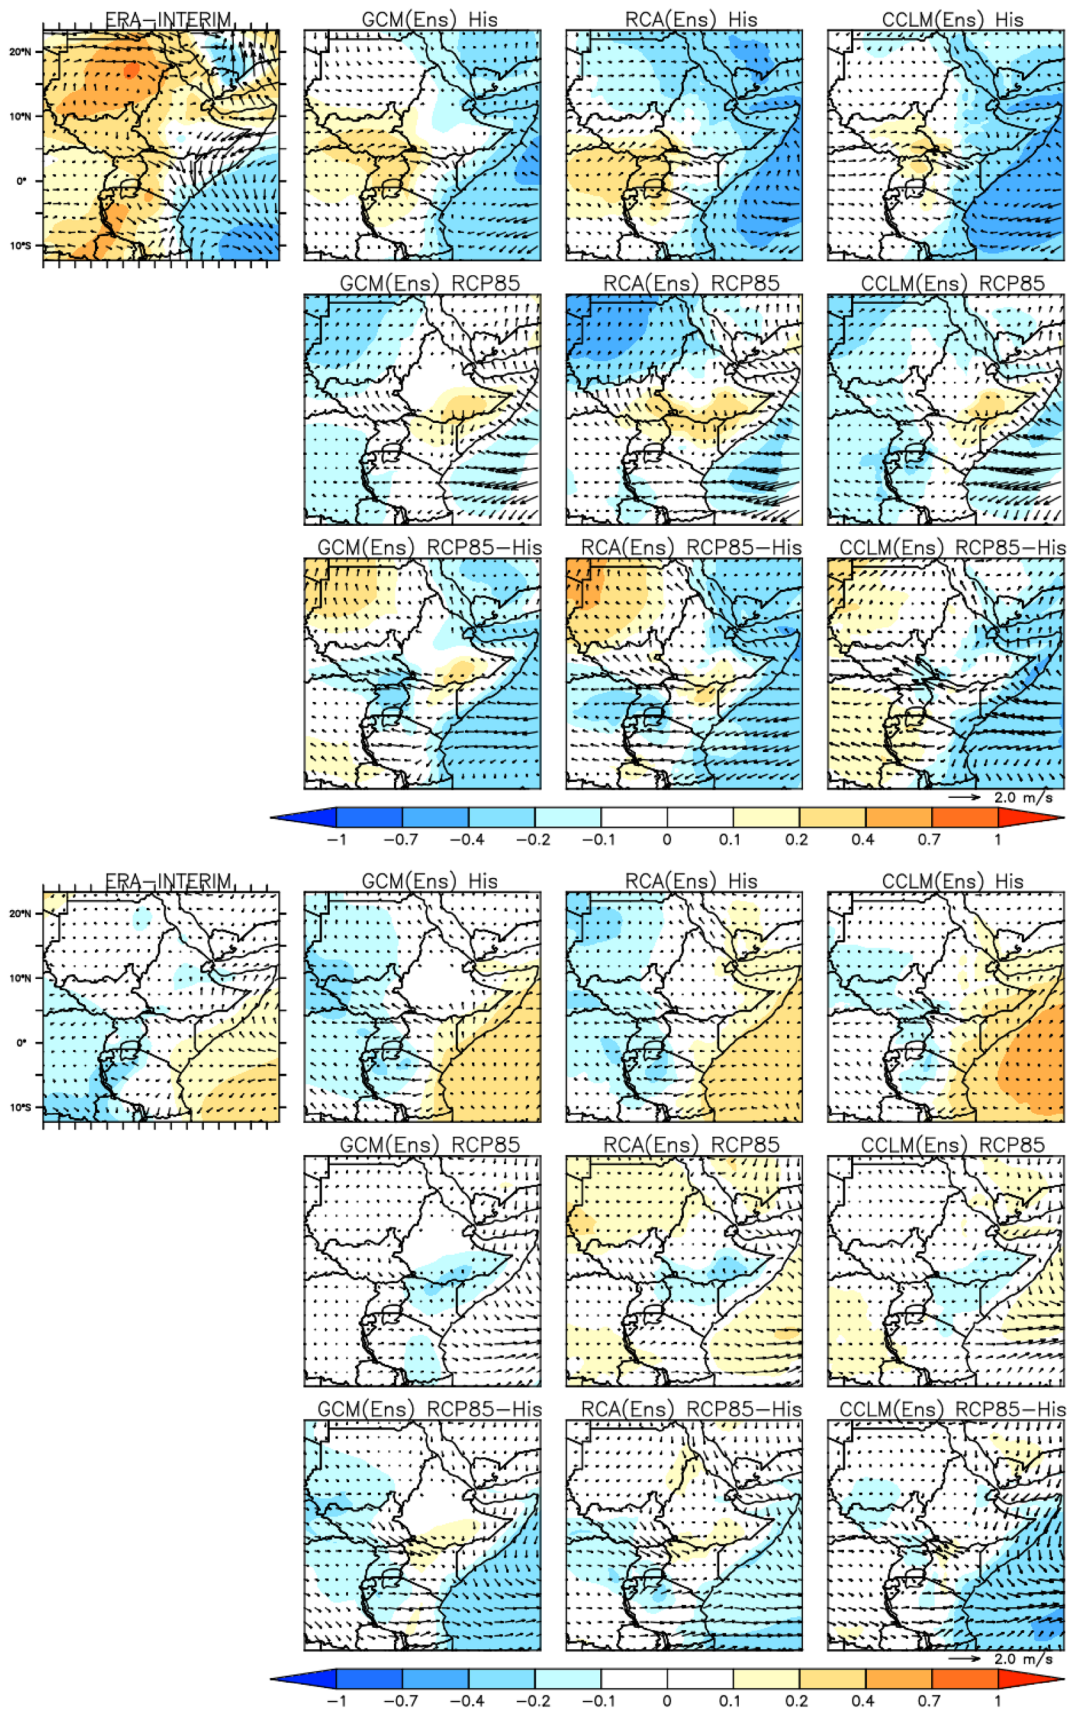 ERA-INTERIM GCM(Ens) His RCA(Ens) His CCLM(Ens) His
20°N
10°N
0°
10°S
GCM(Ens) RCP85 RCA(Ens) RCP85 CCLM(Ens) RCP85
GCM(Ens) RCP85-His RCA(Ens) RCP85-His CCLM(Ens) RCP85-His
2.0 m/s
-1 -0.7 -0.4 -0.2 -0.1 0 0.1 0.2 0.4 0.7 1
ERA-INTERIM GCM(Ens) His RCA(Ens) His CCLM(Ens) His
20°N
10°N
0°
10°S
GCM(Ens) RCP85 RCA(Ens) RCP85 CCLM(Ens) RCP85
GCM(Ens) RCP85-His RCA(Ens) RCP85-His CCLM(Ens) RCP85-His
2.0 m/s
-1 -0.7 -0.4 -0.2 -0.1 0 0.1 0.2 0.4 0.7 1